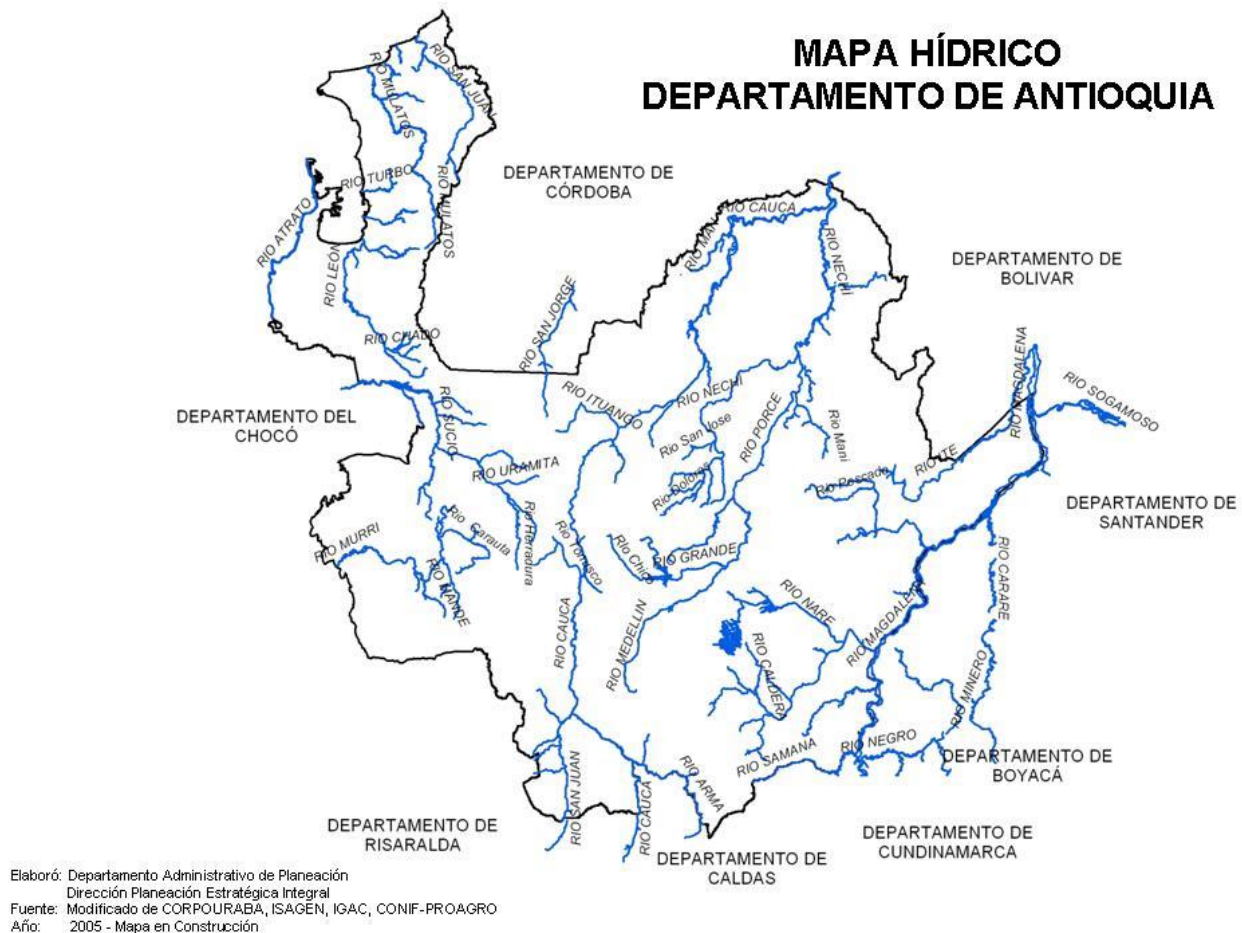 MAPA HÍDRICO
DEPARTAMENTO DE ANTIOQUIA
RIO SAN JUAN
RIO MULATOS
DEPARTAMENTO DE
CÓRDOBA
RIO TURBO
RIO MULATOS
RIO ATRATO
RIO LEÓN
RIO MAN
RIO CAUCA
RIO NECHI
DEPARTAMENTO DE
BOLIVAR
RIO SAN JORGE
RIO CHADO
RIO MAGDALENA
RIO SOGAMOSO
DEPARTAMENTO DEL
CHOCÓ
RIO SUCIO
RIO ITUANGO
RIO NECHI
RIO PORCE
Rio San Jose
Rio Mani
RIO ITE
RIO URAMITA
Rio Dolores
Rio Pescado
DEPARTAMENTO DE
SANTANDER
RIO MURRI
Rio Caraula
Rio Herradura
Rio Tonusco
Rio Chico
RIO GRANDE
RIO MANDE
RIO CARARE
RIO NARE
RIO MAGDALENA
RIO CAUCA
RIO MEDELLIN
RIO CALDERA
RIO MINERO
RIO SAMANA
RIO NEGRO
DEPARTAMENTO DE
BOYACÁ
RIO SAN JUAN
RIO CAUCA
RIO ARMA
DEPARTAMENTO DE
RISARALDA
DEPARTAMENTO DE
CALDAS
DEPARTAMENTO DE
CUNDINAMARCA
Elaboró: Departamento Administrativo de Planeación
Dirección Planeación Estratégica Integral
Fuente: Modificado de CORPOURABA, ISAGEN, IGAC, CONIF-PROAGRO
Año: 2005 - Mapa en Construcción